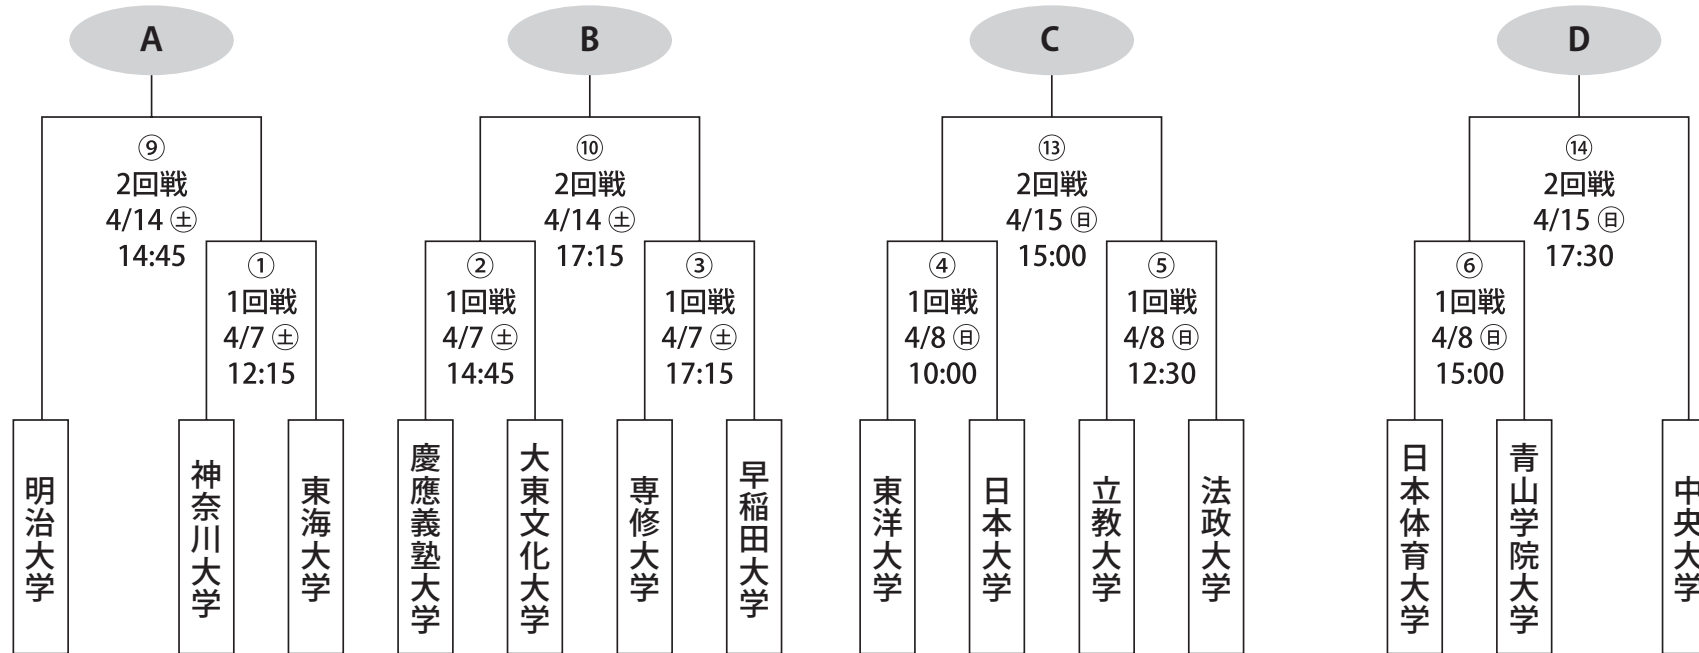 A
B
C
D
⑨
2回戦
4/14 ㊏
14:45
⑩
2回戦
4/14 ㊏
17:15
⑬
2回戦
4/15 ㊐
15:00
⑭
2回戦
4/15 ㊐
17:30
①
1回戦
4/7 ㊏
12:15
②
1回戦
4/7 ㊏
14:45
③
1回戦
4/7 ㊏
17:15
④
1回戦
4/8 ㊐
10:00
⑤
1回戦
4/8 ㊐
12:30
⑥
1回戦
4/8 ㊐
15:00
明治大学
神奈川大学
東海大学
慶應義塾大学
大東文化大学
専修大学
早稲田大学
東洋大学
日本大学
立教大学
法政大学
日本体育大学
青山学院大学
中央大学